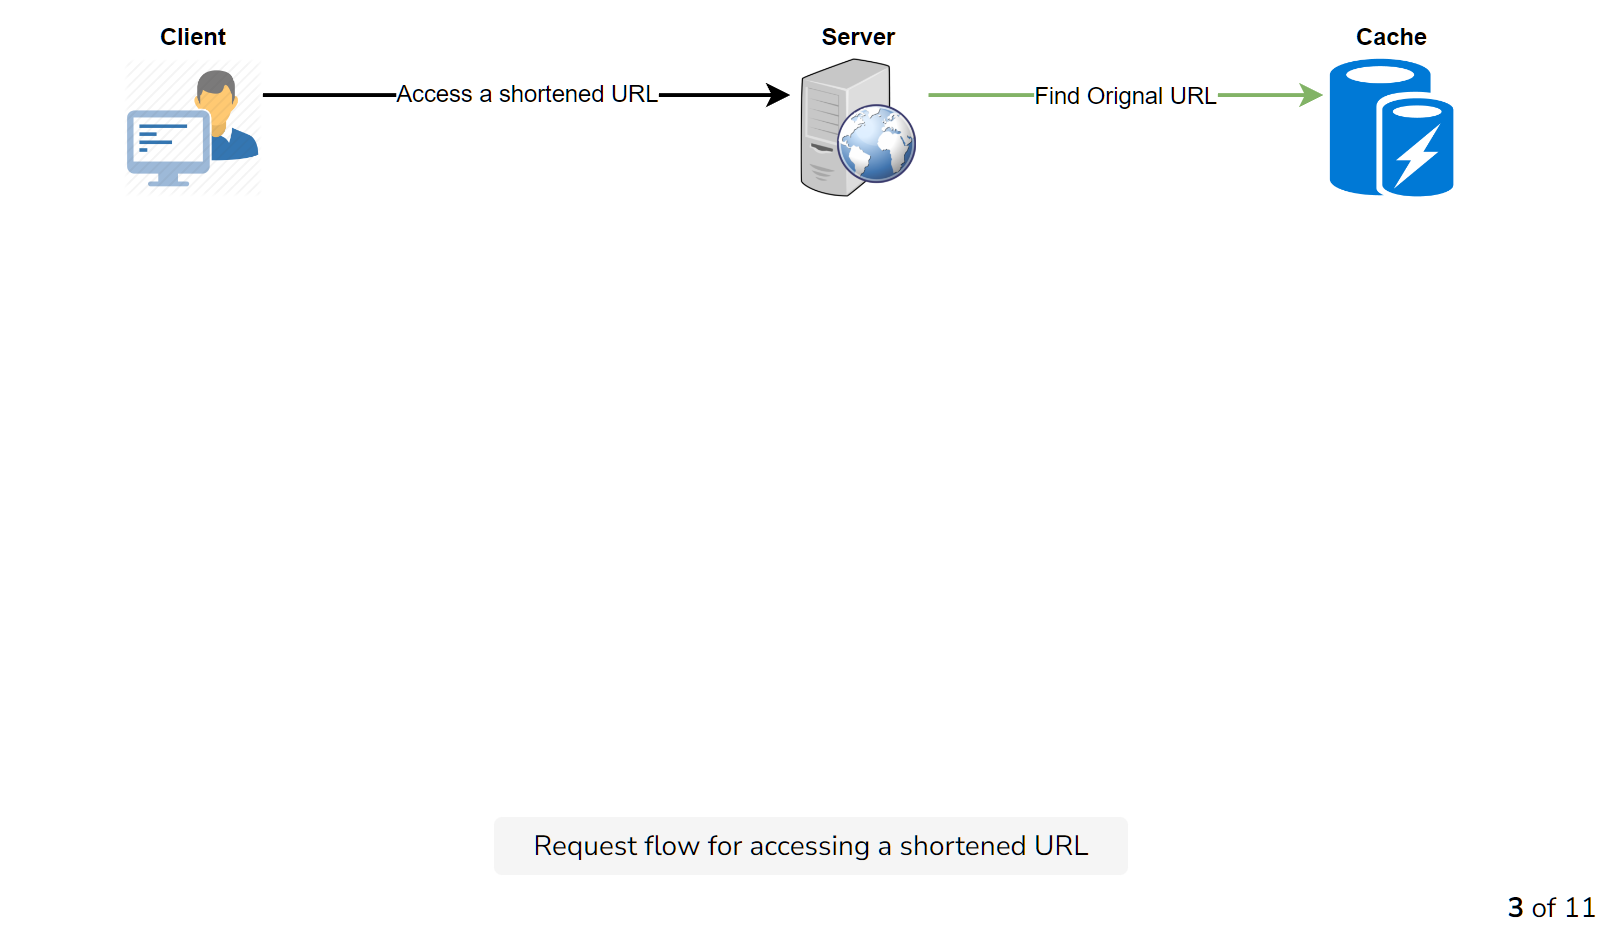 Client
Server
Cache
Access a shortened URL
Find Orignal URL
Request flow for accessing a shortened URL
3 of 11